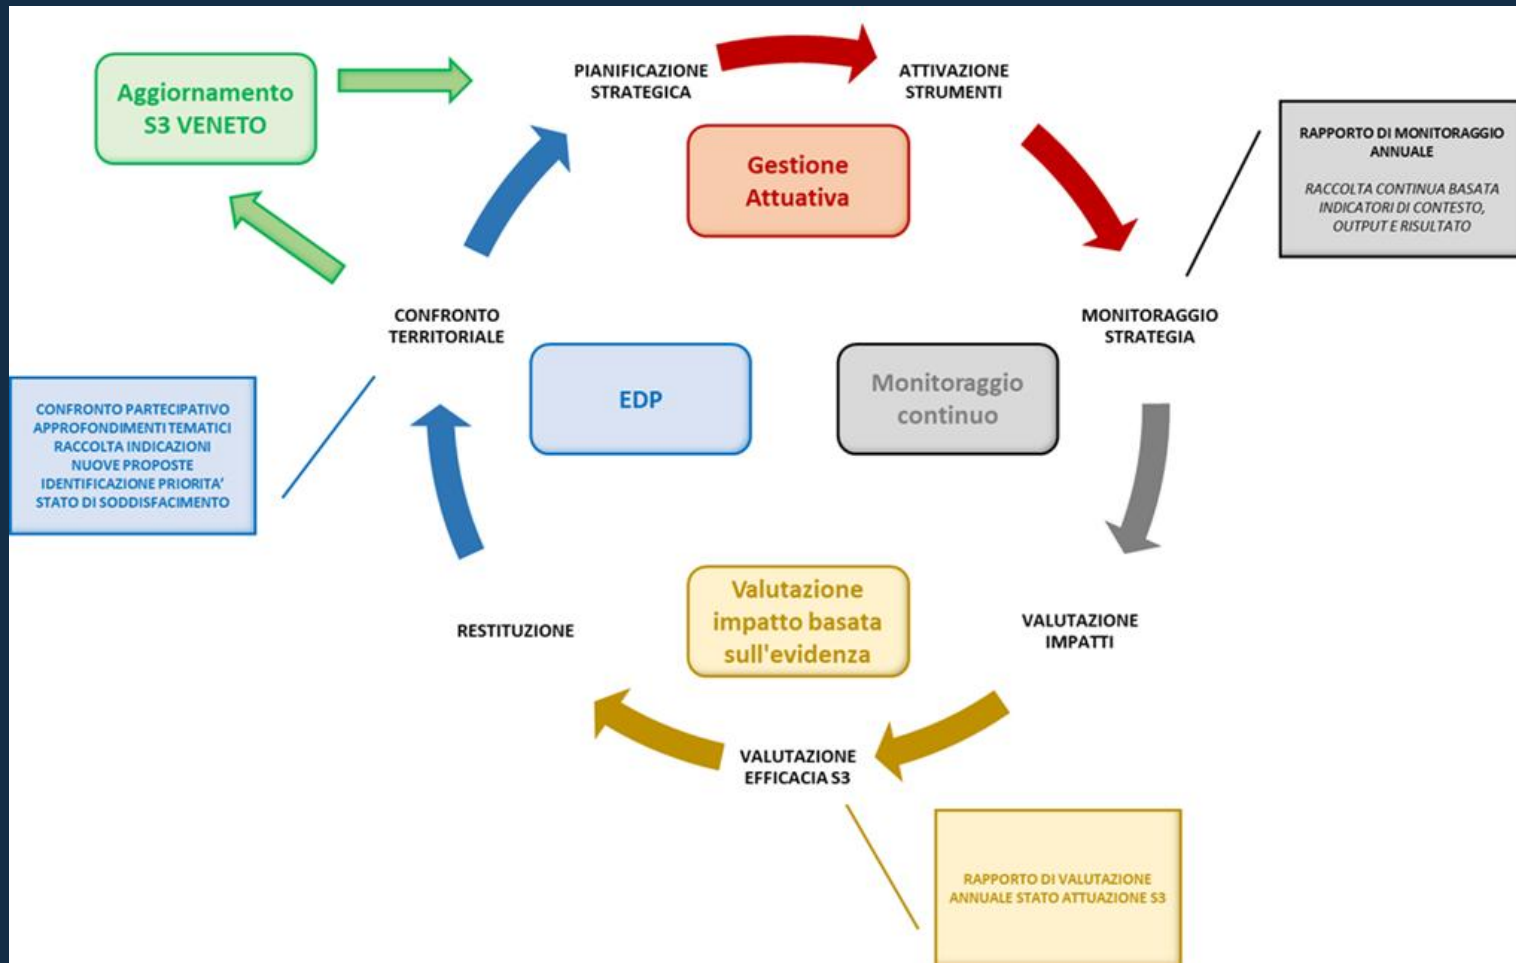 Aggiornamento
S3 VENETO
PIANIFICAZIONE
STRATEGICA
ATTIVAZIONE
STRUMENTI
Gestione
Attuativa
RAPPORTO DI MONITORAGGIO
ANNUALE
RACCOLTA CONTINUA BASATA
INDICATORI DI CONTESTO,
OUTPUT E RISULTATO
CONFRONTO
TERRITORIALE
MONITORAGGIO
STRATEGIA
EDP
Monitoraggio
continuo
CONFRONTO PARTECIPATIVO
APPROFONDIMENTI TEMATICI
RACCOLTA INDICAZIONI
NUOVE PROPOSTE
IDENTIFICAZIONE PRIORITA'
STATO DI SODDISFACIMENTO
Valutazione
impatto basata
sull'evidenza
RESTITUZIONE
VALUTAZIONE
IMPATTI
VALUTAZIONE
EFFICACIA S3
RAPPORTO DI VALUTAZIONE
ANNUALE STATO ATTUAZIONE S3